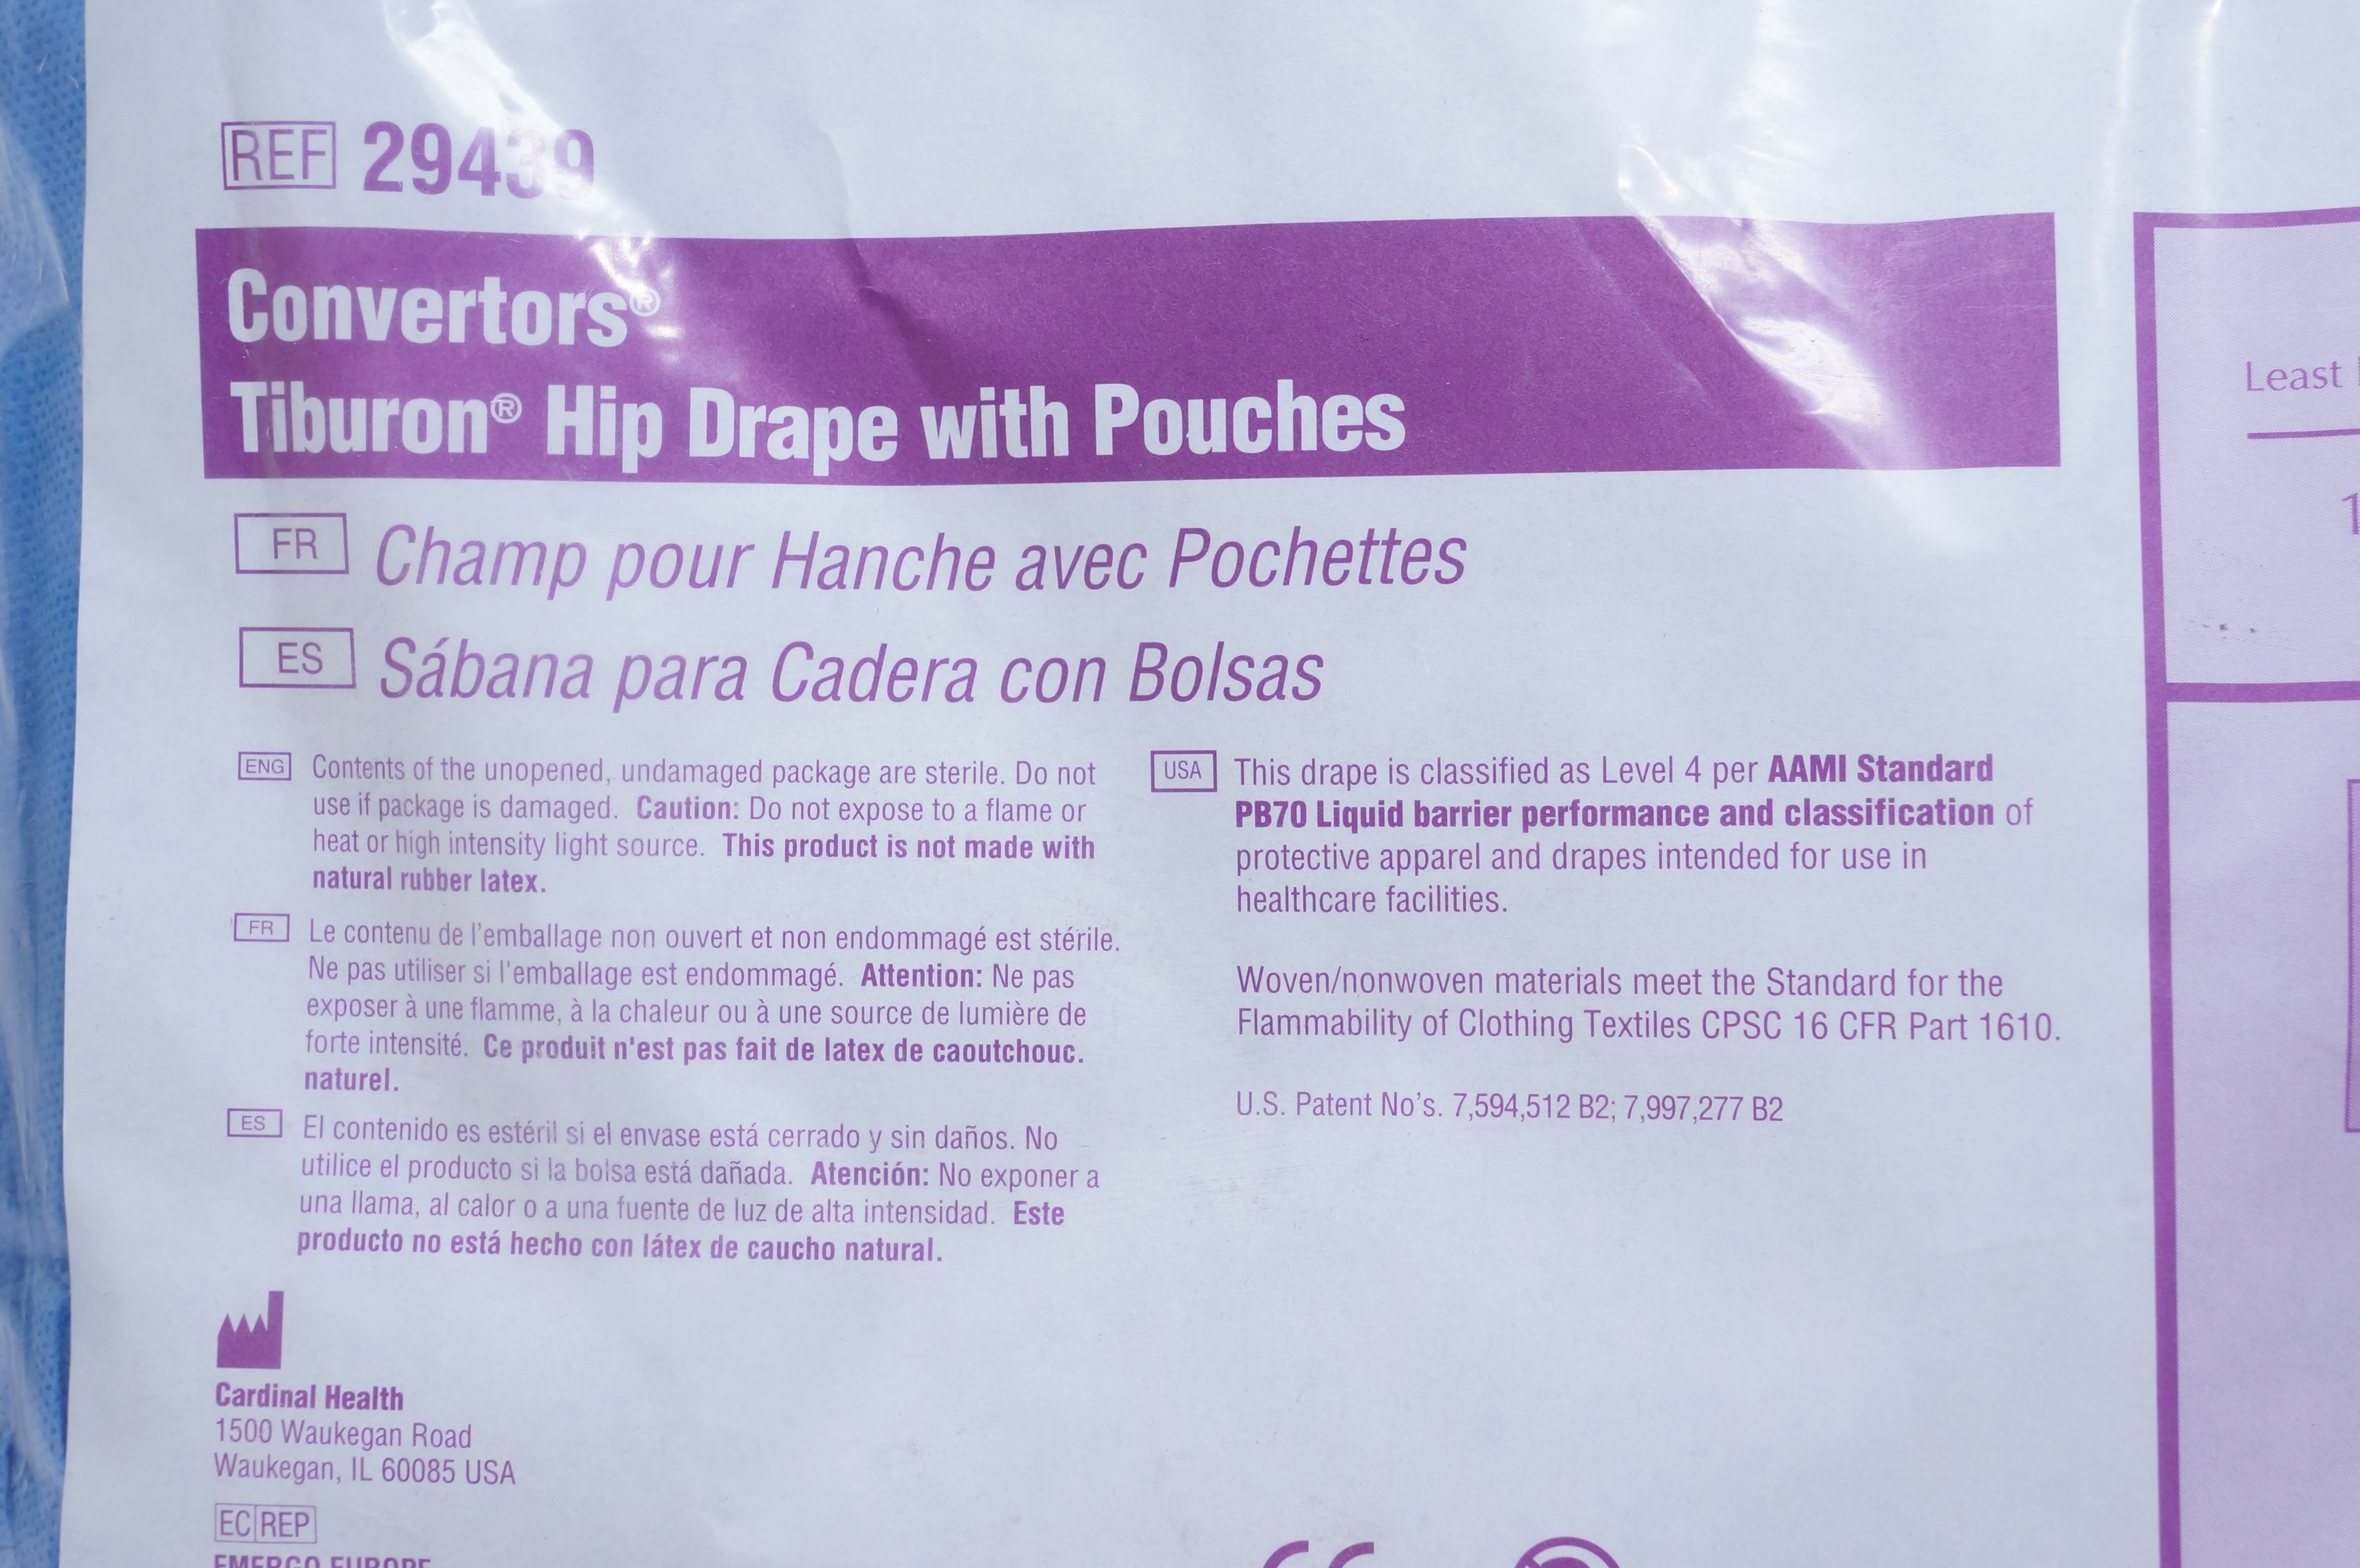 REF 29439
Convertors®
Tiburon® Hip Drape with Pouches
FR Champ pour Hanche avec Pochettes
ES Sábana para Cadera con Bolsas
ENG Contents of the unopened, undamaged package are sterile. Do not
use if package is damaged. Caution: Do not expose to a flame or
heat or high intensity light source. This product is not made with
natural rubber latex.
FR Le contenu de l'emballage non ouvert et non endommagé est stérile.
Ne pas utiliser si l'emballage est endommagé. Attention: Ne pas
exposer à une flamme, à la chaleur ou à une source de lumière de
forte intensité. Ce produit n'est pas fait de latex de caoutchouc.
naturel.
ES El contenido es estéril si el envase está cerrado y sin daños. No
utilice el producto si la bolsa está dañada. Atención: No exponer a
una llama, al calor o a una fuente de luz de alta intensidad. Este
producto no está hecho con látex de caucho natural.
Cardinal Health
1500 Waukegan Road
Waukegan, IL 60085 USA
EC REP
EMERGO EUROPE
USA This drape is classified as Level 4 per AAMI Standard
PB70 Liquid barrier performance and classification of
protective apparel and drapes intended for use in
healthcare facilities.
Woven/nonwoven materials meet the Standard for the
Flammability of Clothing Textiles CPSC 16 CFR Part 1610.
U.S. Patent No's. 7,594,512 B2; 7,997,277 B2
CE
Least
1